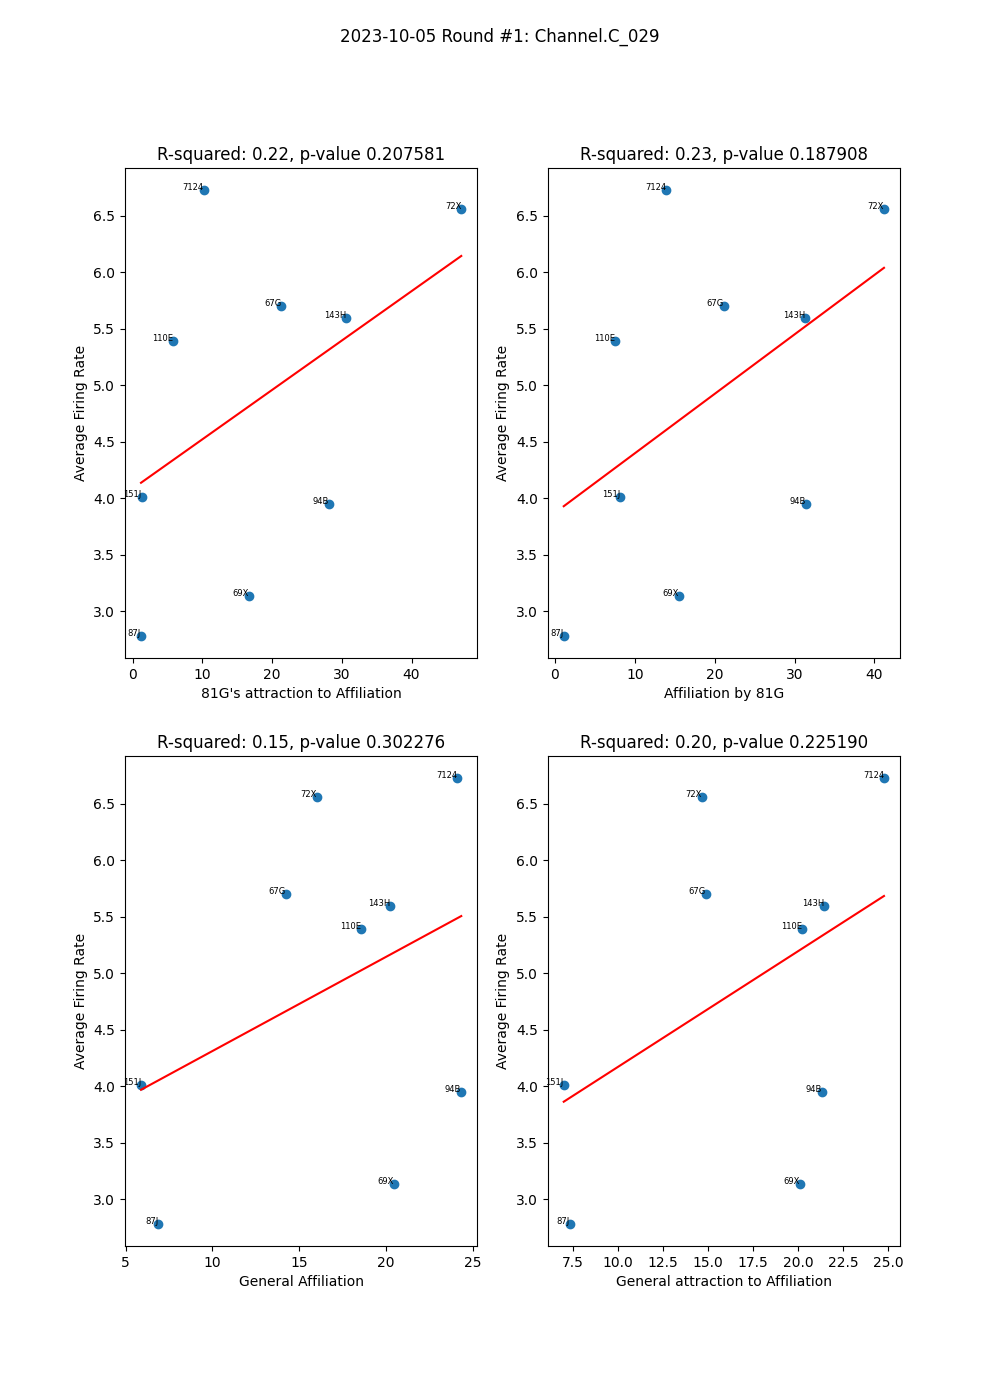 2023-10-05 Round #1: Channel.C_029
R-squared: 0.22, p-value 0.207581
Average Firing Rate
6.5
6.0
5.5
5.0
4.5
4.0
3.5
3.0
7124
72X
67G
143H
110E
151J
94B
69X
87J
0 10 20 30 40
81G's attraction to Affiliation
R-squared: 0.23, p-value 0.187908
Average Firing Rate
6.5
6.0
5.5
5.0
4.5
4.0
3.5
3.0
7124
72X
67G
143H
110E
151J
94B
69X
87J
0 10 20 30 40
Affiliation by 81G
R-squared: 0.15, p-value 0.302276
Average Firing Rate
6.5
6.0
5.5
5.0
4.5
4.0
3.5
3.0
7124
72X
67G
143H
110E
151J
94B
69X
87J
5 10 15 20 25
General Affiliation
R-squared: 0.20, p-value 0.225190
Average Firing Rate
6.5
6.0
5.5
5.0
4.5
4.0
3.5
3.0
7124
72X
67G
143H
110E
151J
94B
69X
87J
7.5 10.0 12.5 15.0 17.5 20.0 22.5 25.0
General attraction to Affiliation